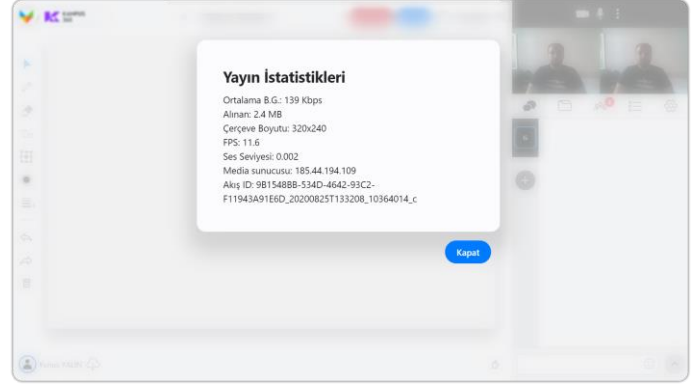 Yayın İstatistikleri
Ortalama B.G.: 139 Kbps
Alınan: 2.4 MB
Çerçeve Boyutu: 320x240
FPS: 11.6
Ses Seviyesi: 0.002
Media sunucusu: 185.44.194.109
Akış ID: 9B1548BB-534D-4642-93C2-
F11943A91E6D_20200825T133208_10364014_c
Kapat